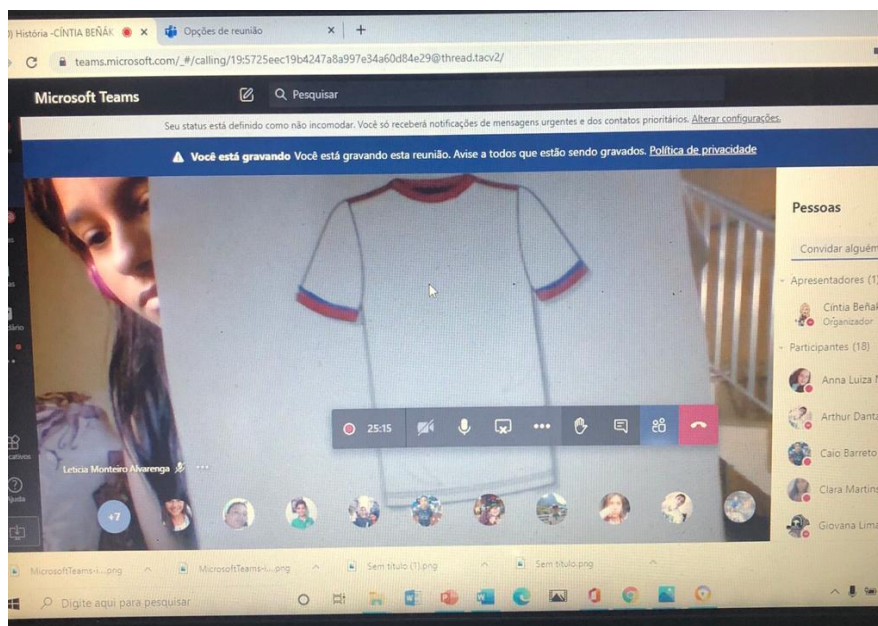 História -CÍNTIA BEÑÁK
Opções de reunião
teams.microsoft.com/_#/calling/19:5725eec19b4247a8a997e34a60d84e29@thread.tacv2/
Microsoft Teams
Pesquisar
Seu status está definido como não incomodar. Você só receberá notificações de mensagens urgentes e dos contatos prioritários. Alterar configurações.
Você está gravando Você está gravando esta reunião. Avise a todos que estão sendo gravados. Política de privacidade
Pessoas
Convidar alguém
Apresentadores (1)
Cíntia Beñak
Organizador
Participantes (18)
Anna Luiza
Arthur Danta
Caio Barreto
Clara Martins
Giovana Lima
25:15
Leticia Monteiro Alvarenga
+7
MicrosoftTeams-i....png
MicrosoftTeams-i....png
Sem título (1).png
Sem título.png
Digite aqui para pesquisar